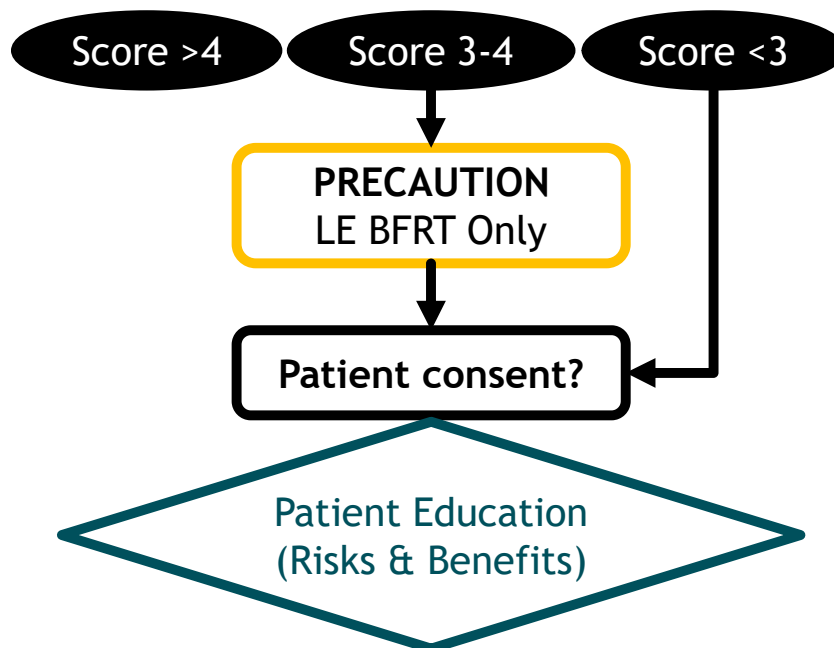 Score >4
Score 3-4
Score <3
PRECAUTION
LE BFRT Only
Patient consent?
Patient Education
(Risks & Benefits)